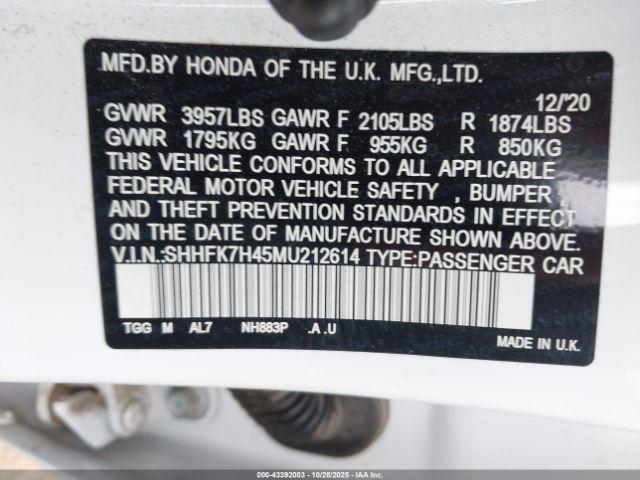 MFD.BY HONDA OF THE U.K. MFG.,LTD.
12/'20
GVWR 3957LBS GAWR F 2105LBS R 1874LBS
GVWR 1795KG GAWR F 955KG R 850KG
THIS VEHICLE CONFORMS TO ALL APPLICABLE
FEDERAL MOTOR VEHICLE SAFETY , BUMPER ,
AND THEFT PREVENTION STANDARDS IN EFFECT
ON THE DATE OF MANUFACTURE SHOWN ABOVE.
V.I.N.:SHHFK7H45MU212614 TYPE:PASSENGER CAR
TGG M AL7 NH883P .A .U
MADE IN U.K.
000-43392003 | 10/28/2025 | IAAI.COM